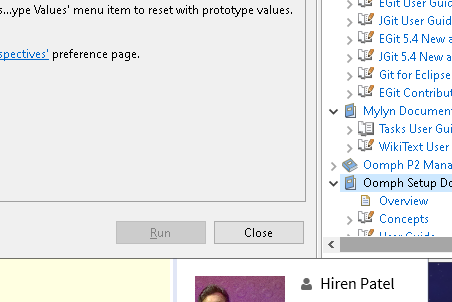 s...ype Values' menu item to reset with prototype values.
spectives' preference page.
Run
Close
EGit User Guid
JGit User Guid
EGit 5.4 New a
JGit 5.4 New a
Git for Eclipse
EGit Contribut
Mylyn Document
Tasks User Gui
WikiText User
Oomph P2 Mana
Oomph Setup Do
Overview
Concepts
User Guide
Hiren Patel